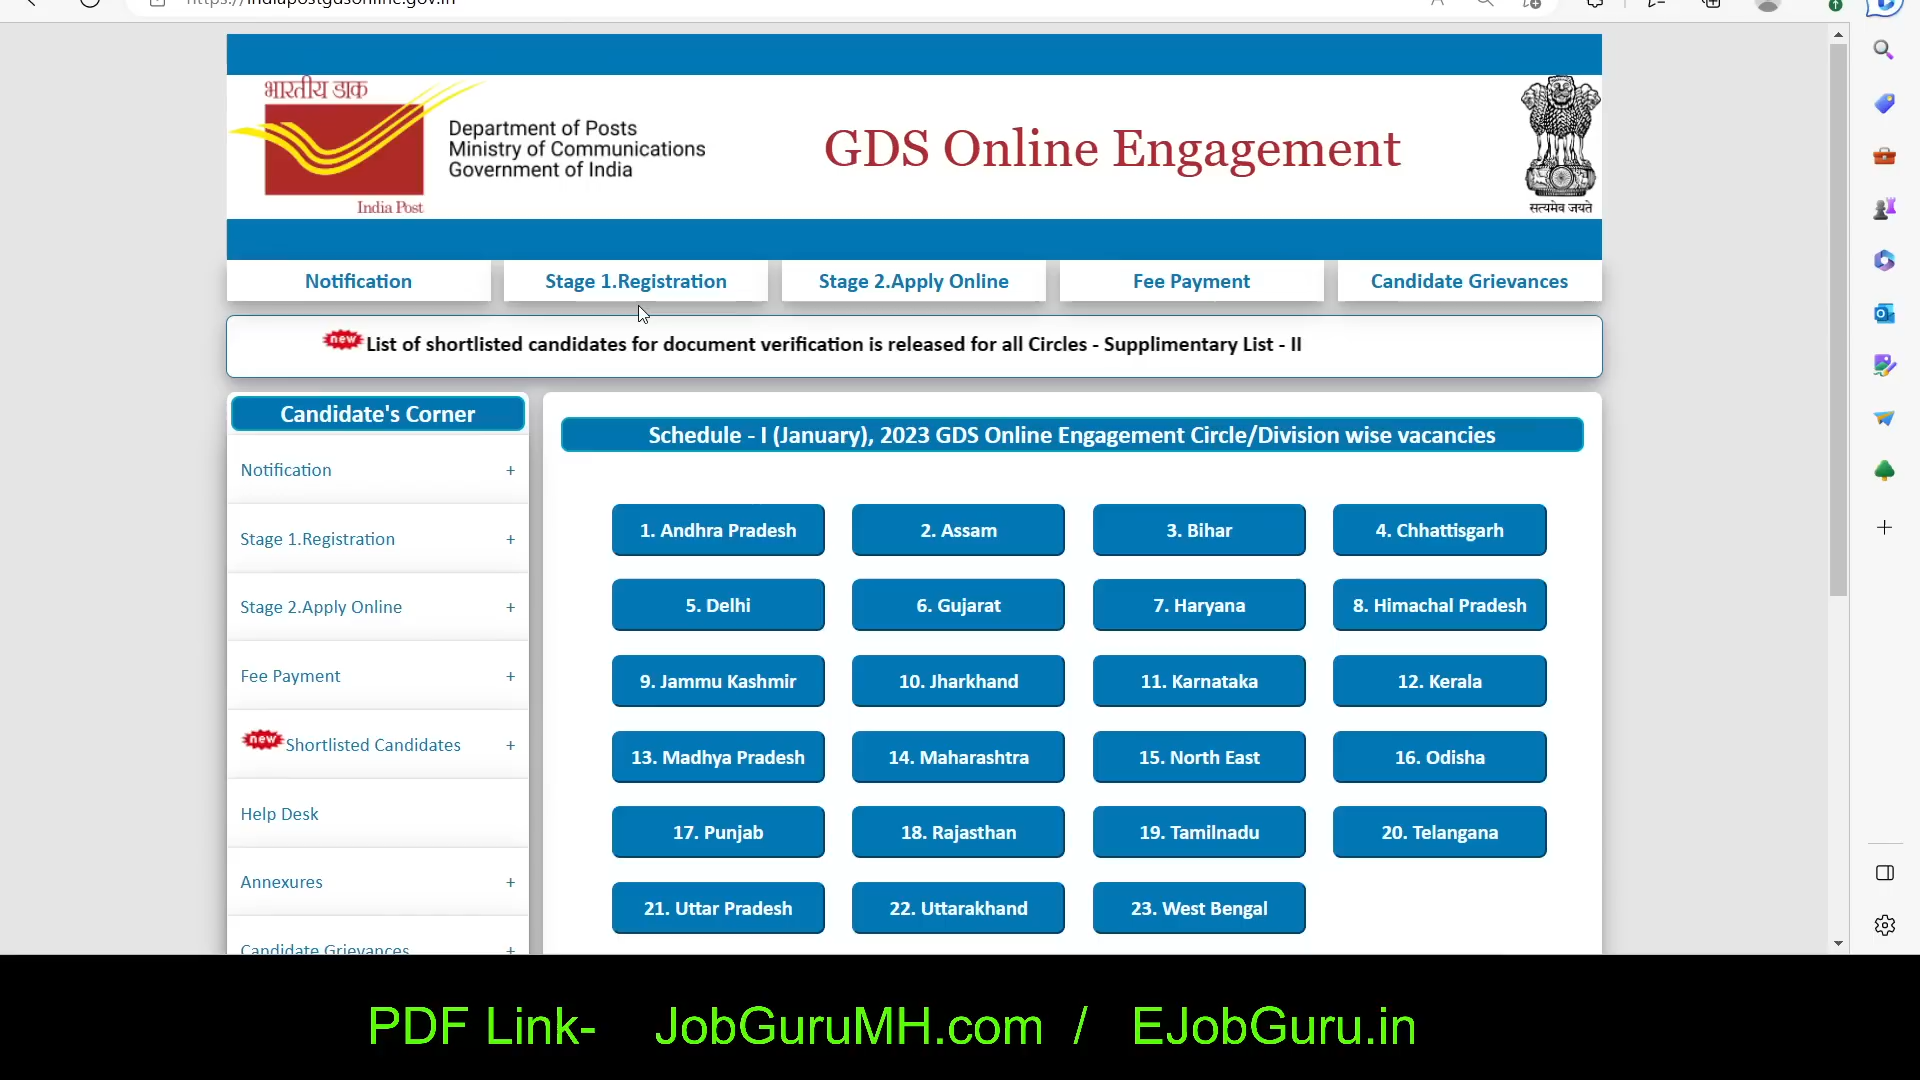 https://indiapostgdsonline.gov.in
भारतीय डाक
India Post
Department of Posts
Ministry of Communications
Government of India
GDS Online Engagement
सत्यमेव जयते
Notification
Stage 1.Registration
Stage 2.Apply Online
Fee Payment
Candidate Grievances
new List of shortlisted candidates for document verification is released for all Circles - Supplimentary List - II
Candidate's Corner
Notification +
Stage 1.Registration +
Stage 2.Apply Online +
Fee Payment +
new Shortlisted Candidates +
Help Desk
Annexures +
Candidate Grievances +
Schedule - I (January), 2023 GDS Online Engagement Circle/Division wise vacancies
1. Andhra Pradesh
2. Assam
3. Bihar
4. Chhattisgarh
5. Delhi
6. Gujarat
7. Haryana
8. Himachal Pradesh
9. Jammu Kashmir
10. Jharkhand
11. Karnataka
12. Kerala
13. Madhya Pradesh
14. Maharashtra
15. North East
16. Odisha
17. Punjab
18. Rajasthan
19. Tamilnadu
20. Telangana
21. Uttar Pradesh
22. Uttarakhand
23. West Bengal
PDF Link- JobGuruMH.com / EJobGuru.in